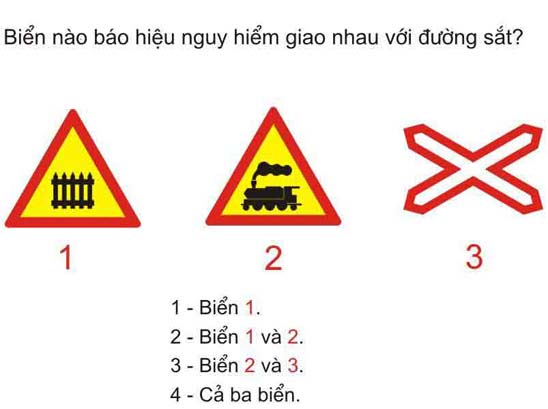 Biển nào báo hiệu nguy hiểm giao nhau với đường sắt?
1 2 3
1 - Biển 1.
2 - Biển 1 và 2.
3 - Biển 2 và 3.
4 - Cả ba biển.